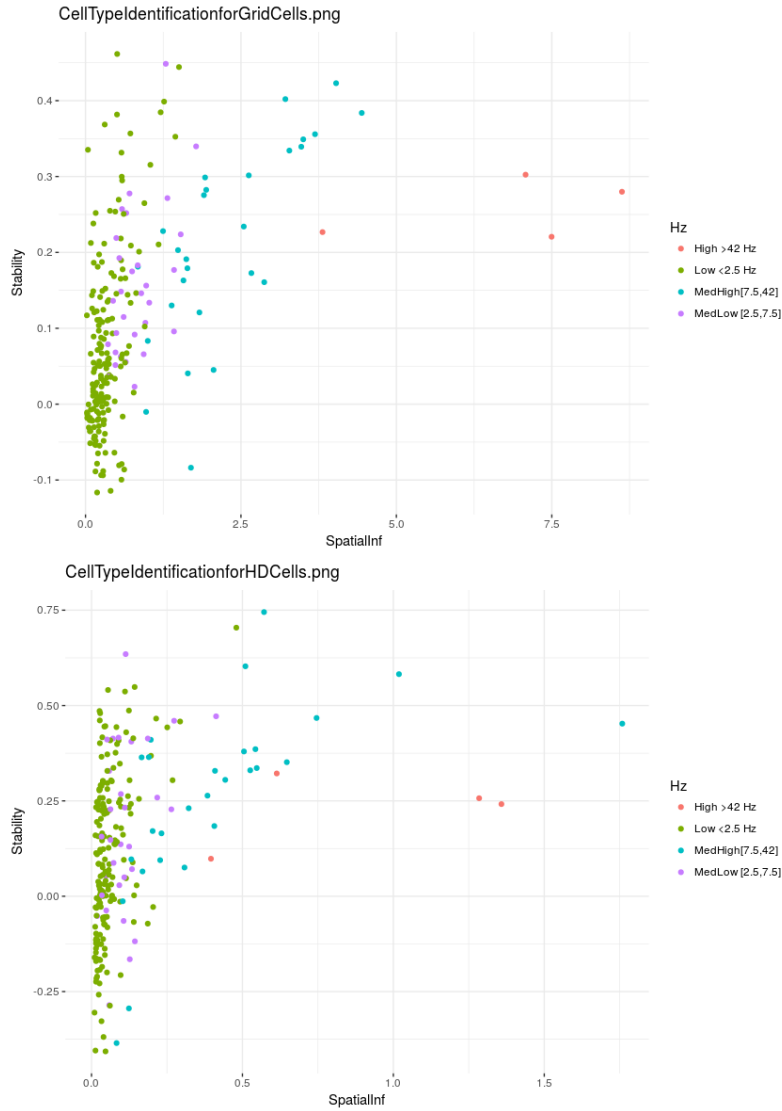 CellTypeIdentificationforGridCells.png
0.4
0.3
0.2
0.1
0.0
-0.1
Stability
0.0 2.5 5.0 7.5
SpatialInf
Hz
High >42 Hz
Low <2.5 Hz
MedHigh[7.5,42]
MedLow [2.5,7.5]
CellTypeIdentificationforHDCells.png
0.75
0.50
0.25
0.00
-0.25
Stability
0.0 0.5 1.0 1.5
SpatialInf
Hz
High >42 Hz
Low <2.5 Hz
MedHigh[7.5,42]
MedLow [2.5,7.5]